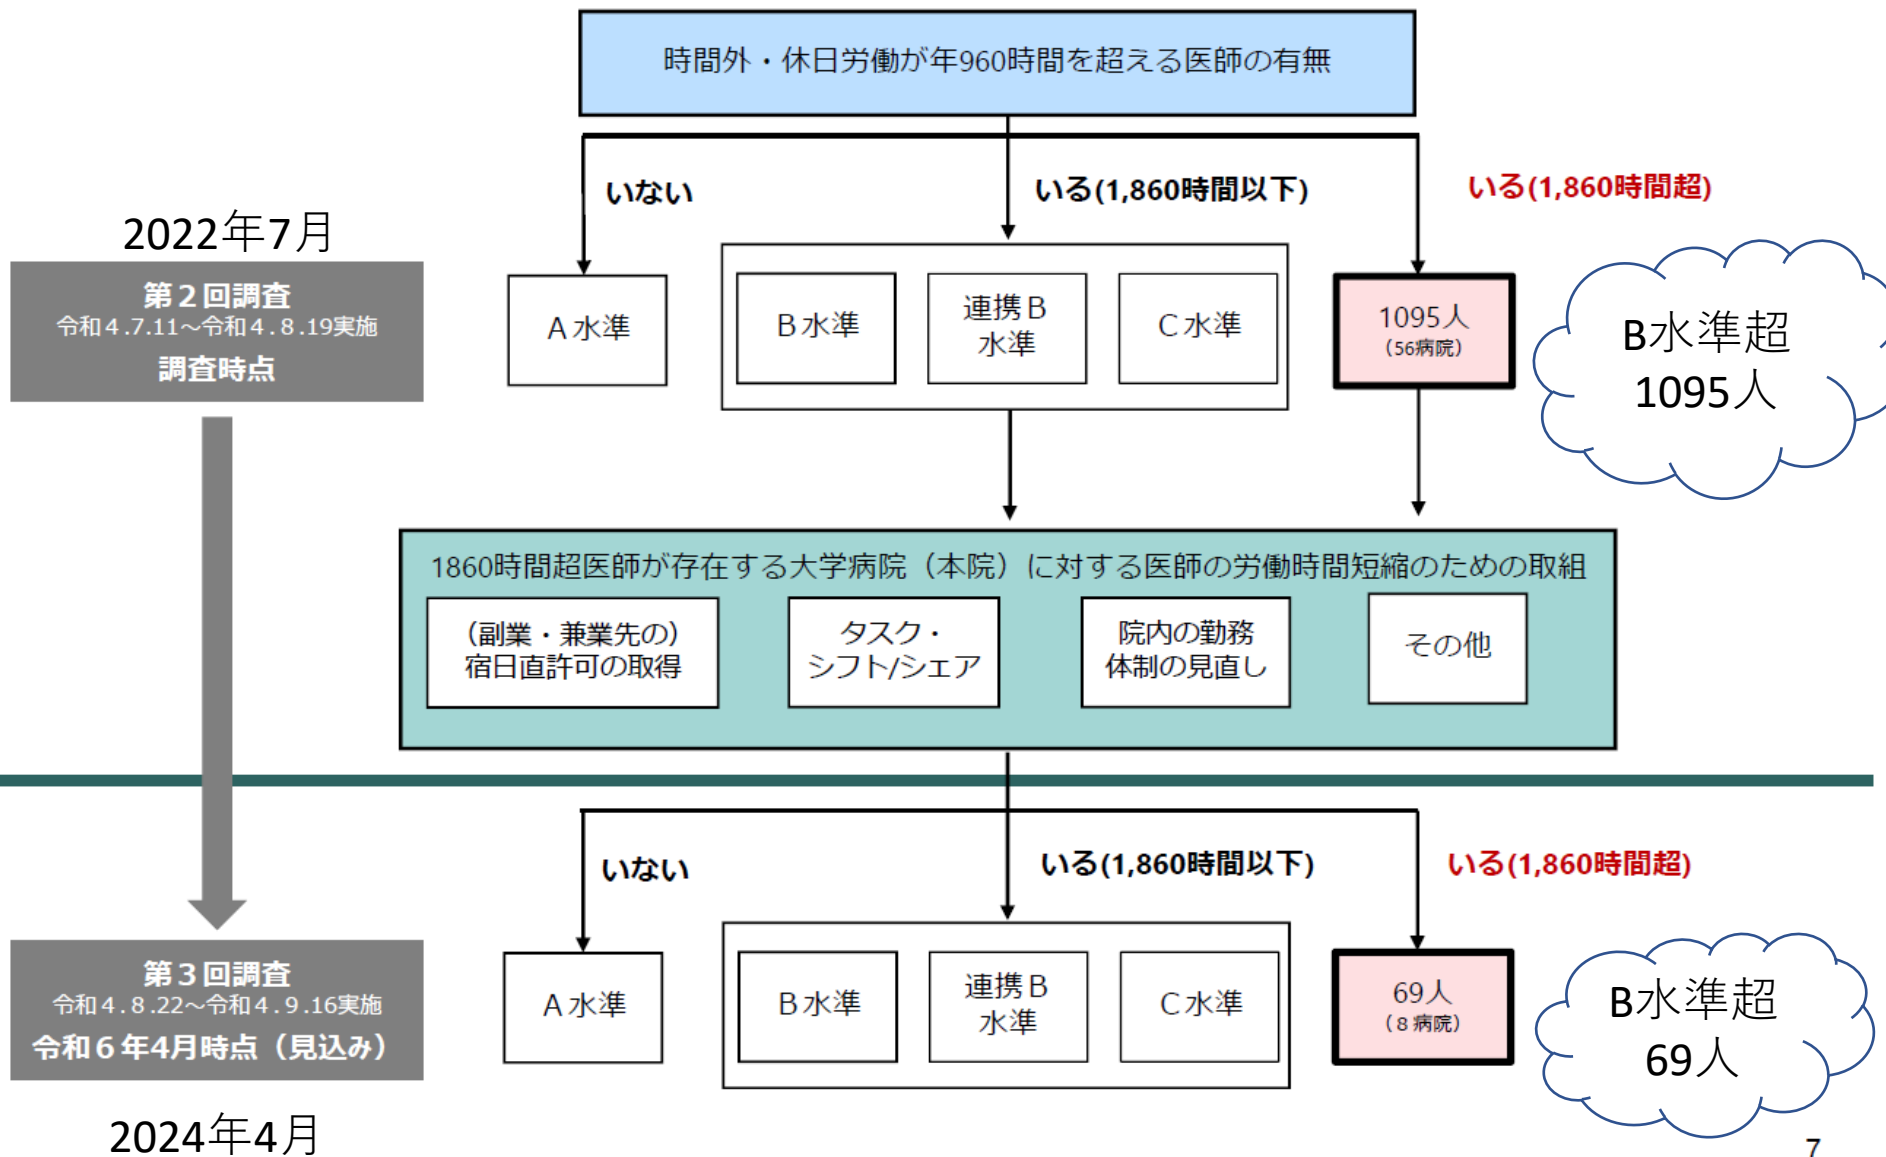 時間外・休日労働が年960時間を超える医師の有無
いない
いる(1,860時間以下)
いる(1,860時間超)
2022年7月
第２回調査
令和４.7.11～令和４.８.19実施
調査時点
Ａ水準
Ｂ水準
連携Ｂ
水準
Ｃ水準
1095人
（56病院）
B水準超
1095人
1860時間超医師が存在する大学病院（本院）に対する医師の労働時間短縮のための取組
（副業・兼業先の）
宿日直許可の取得
タスク・
シフト/シェア
院内の勤務
体制の見直し
その他
いない
いる(1,860時間以下)
いる(1,860時間超)
第３回調査
令和４.８.22～令和４.９.16実施
令和６年4月時点（見込み）
Ａ水準
Ｂ水準
連携Ｂ
水準
Ｃ水準
69人
（８病院）
B水準超
69人
2024年4月
7